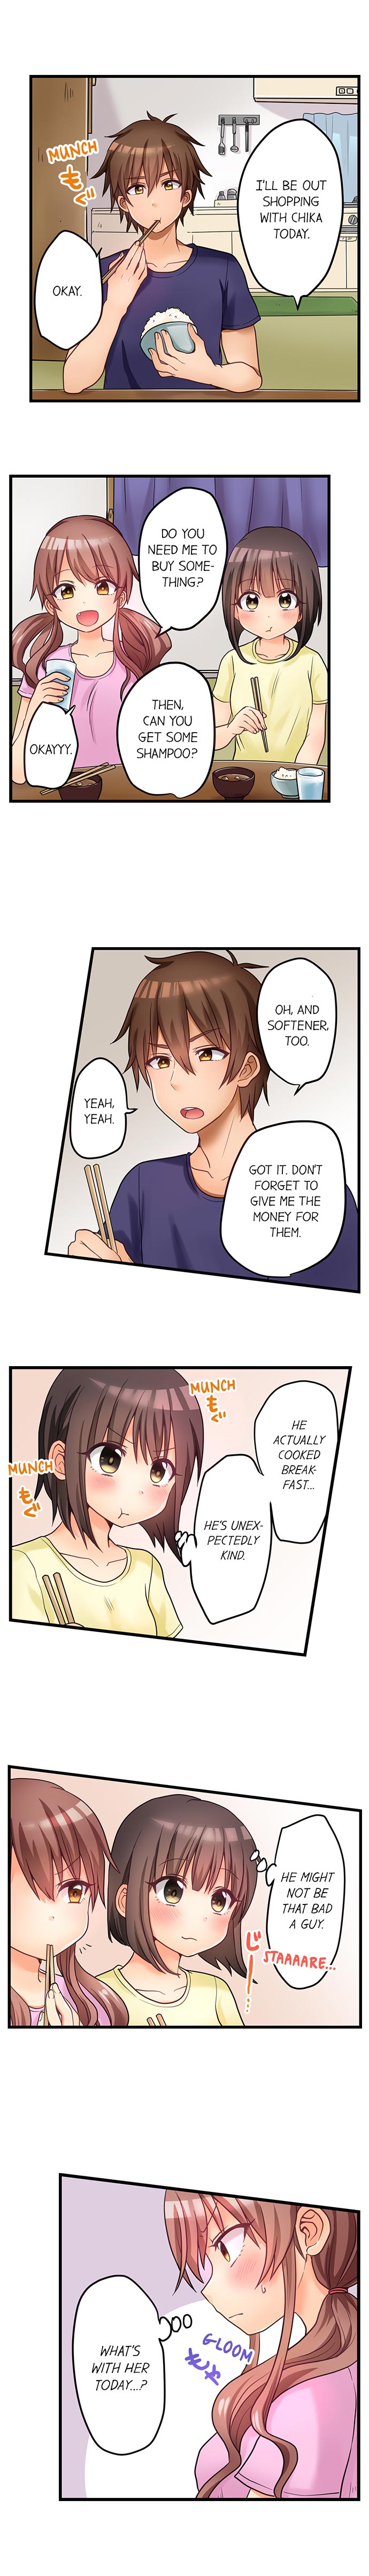 I'LL BE OUT
SHOPPING
WITH CHIKA
TODAY.
MUNCH
もぐ
OKAY.
DO YOU
NEED ME TO
BUY SOME-
THING?
THEN,
CAN YOU
GET SOME
SHAMPOO?
OKAYYY.
OH, AND
SOFTENER,
TOO.
YEAH,
YEAH.
GOT IT. DON'T
FORGET TO
GIVE ME THE
MONEY FOR
THEM.
MUNCH
もぐ
HE
ACTUALLY
COOKED
BREAK-
FAST...
HE'S UNEX-
PECTEDLY
KIND.
MUNCH
もぐ
HE MIGHT
NOT BE
THAT BAD
A GUY.
じー…
STAAAARE...
G-LOOM
WHAT'S
WITH HER
TODAY...?